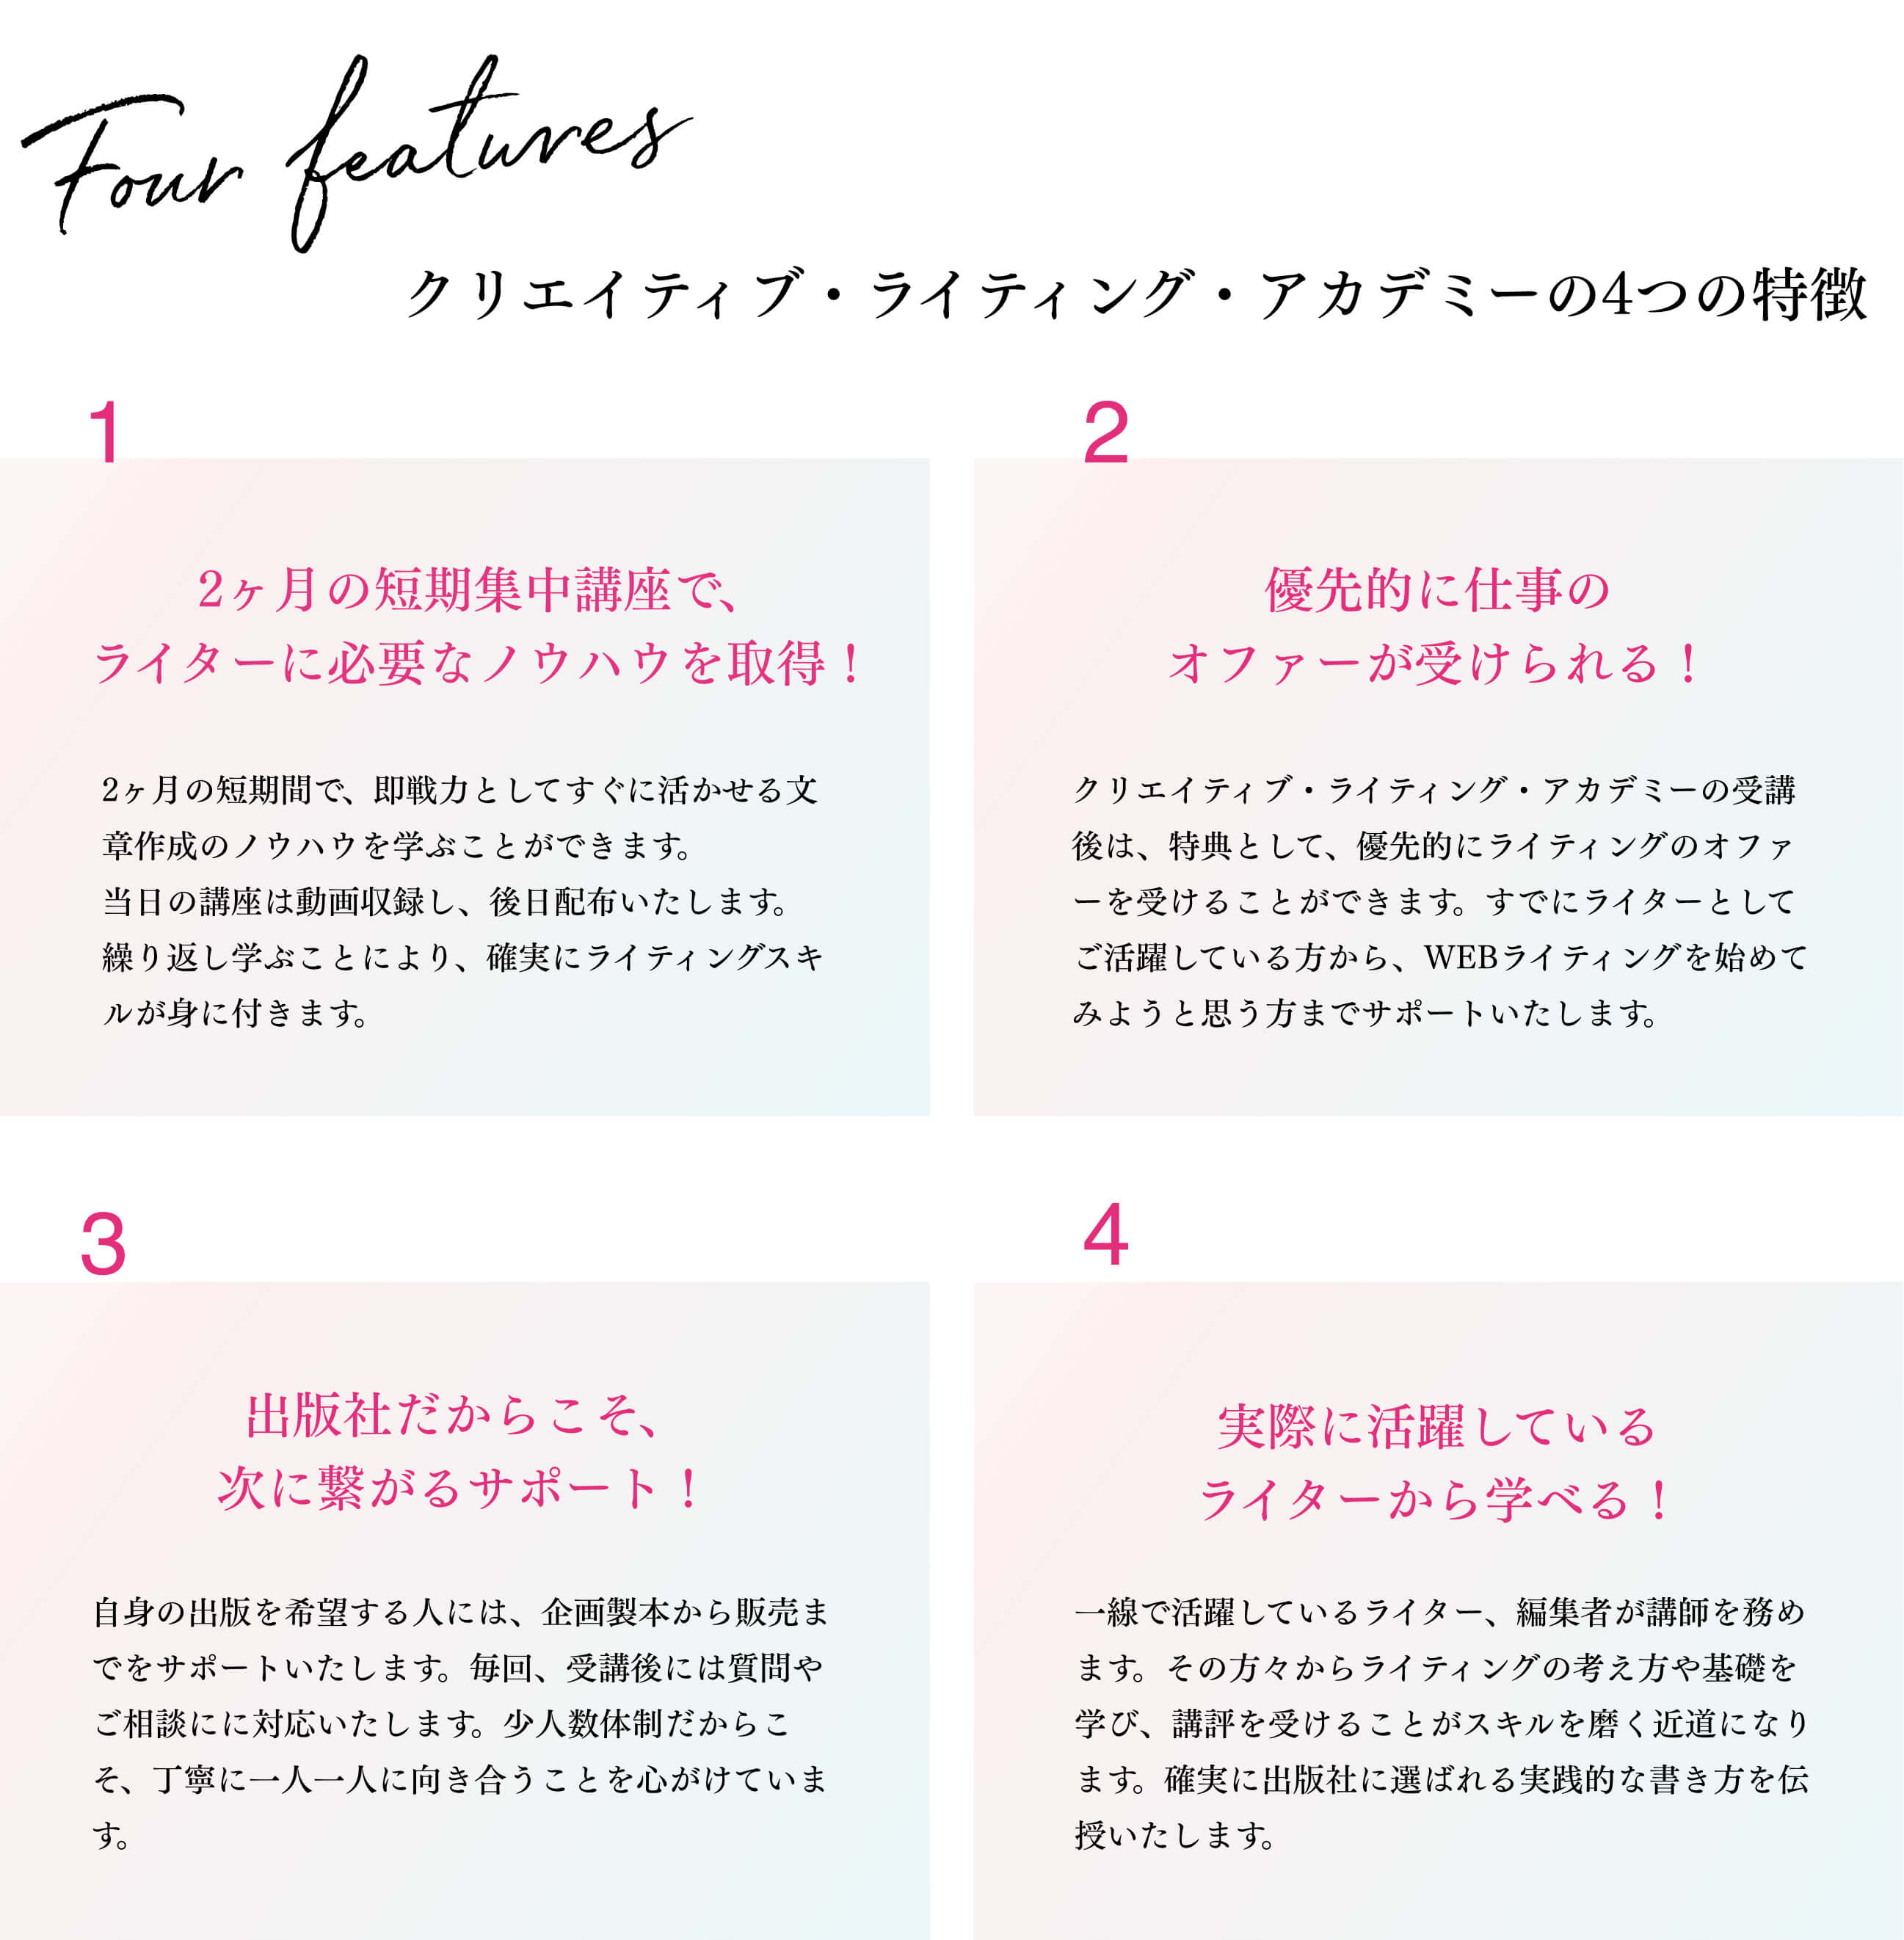 Four features
クリエイティブ・ライティング・アカデミーの4つの特徴
1
2ヶ月の短期集中講座で、
ライターに必要なノウハウを取得！
2ヶ月の短期間で、即戦力としてすぐに活かせる文
章作成のノウハウを学ぶことができます。
当日の講座は動画収録し、後日配布いたします。
繰り返し学ぶことにより、確実にライティングスキ
ルが身に付きます。
2
優先的に仕事の
オファーが受けられる！
クリエイティブ・ライティング・アカデミーの受講
後は、特典として、優先的にライティングのオファ
ーを受けることができます。すでにライターとして
ご活躍している方から、WEBライティングを始めて
みようと思う方までサポートいたします。
3
出版社だからこそ、
次に繋がるサポート！
自身の出版を希望する人には、企画製本から販売ま
でをサポートいたします。毎回、受講後には質問や
ご相談にに対応いたします。少人数体制だからこ
そ、丁寧に一人一人に向き合うことを心がけていま
す。
4
実際に活躍している
ライターから学べる！
一線で活躍しているライター、編集者が講師を務め
ます。その方々からライティングの考え方や基礎を
学び、講評を受けることがスキルを磨く近道になり
ます。確実に出版社に選ばれる実践的な書き方を伝
授いたします。